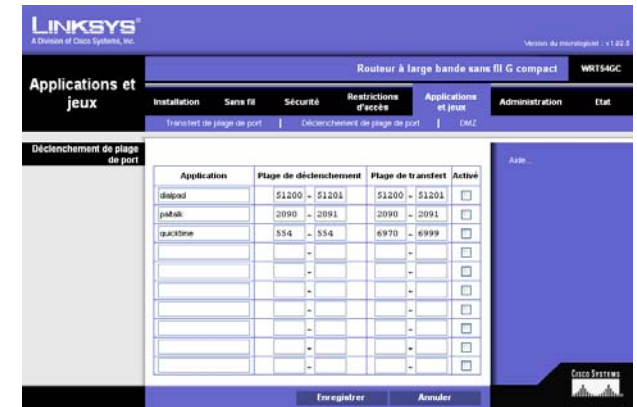 LINKSYS®
A Division of Cisco Systems, Inc.
Version du micrologiciel : v1.02.5
Routeur à large bande sans fil G compact WRT54GC
Applications et jeux
Installation Sans fil Sécurité Restrictions d'accès Applications et jeux Administration Etat
Transfert de plage de port | Déclenchement de plage de port | DMZ
Déclenchement de plage de port
Aide...
Application Plage de déclenchement Plage de transfert Activé
dialpad 51200 ~ 51201 51200 ~ 51201
paltalk 2090 ~ 2091 2090 ~ 2091
quicktime 554 ~ 554 6970 ~ 6999
~ ~
~ ~
~ ~
~ ~
~ ~
~ ~
~ ~
Enregistrer Annuler
CISCO SYSTEMS